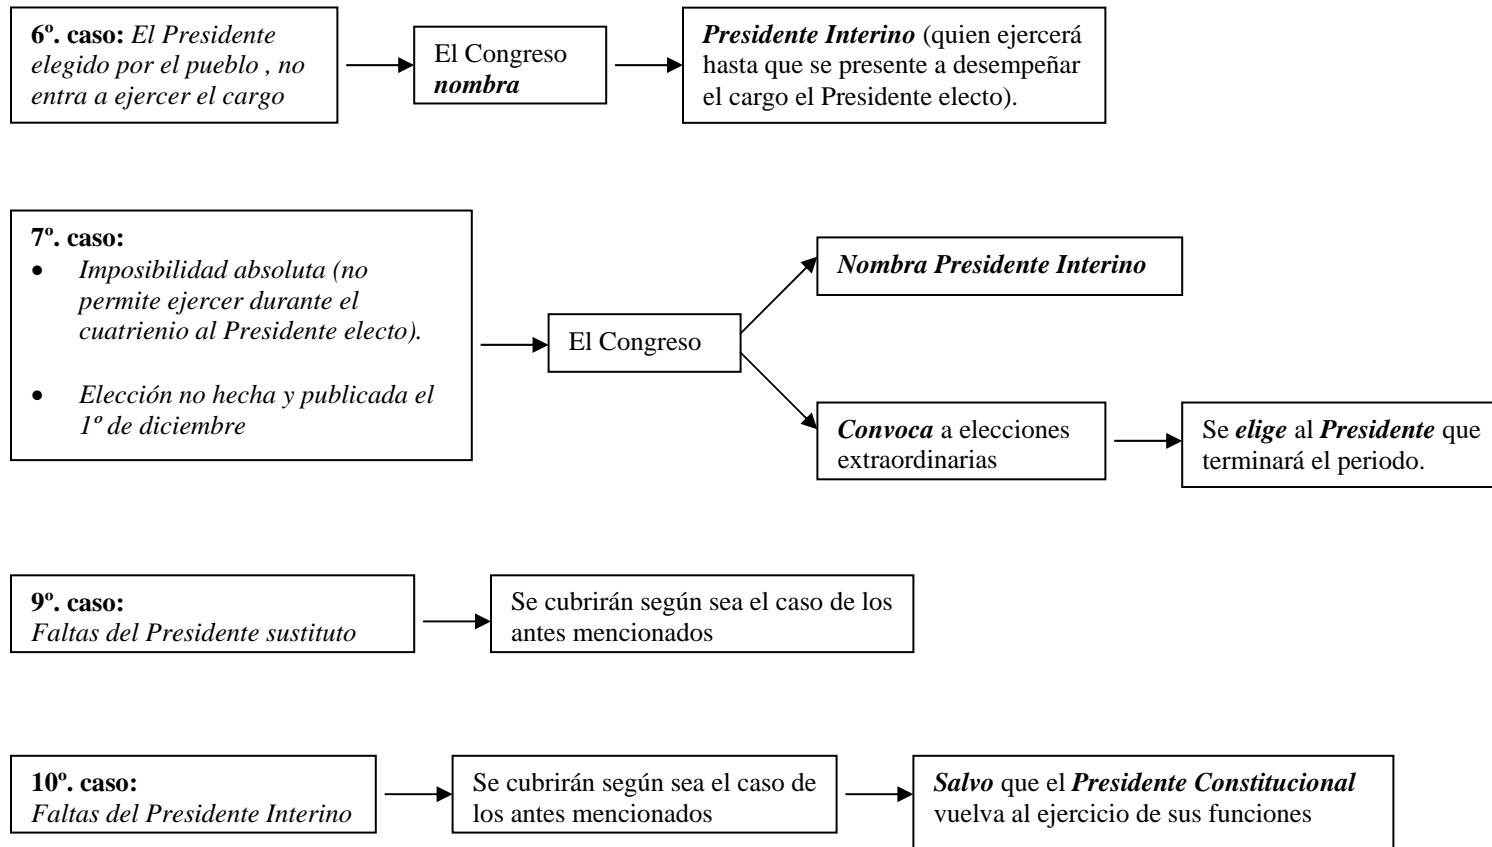 6º. caso: El Presidente
elegido por el pueblo , no
entra a ejercer el cargo
El Congreso
nombra
Presidente Interino (quien ejercerá
hasta que se presente a desempeñar
el cargo el Presidente electo).
7º. caso:
• Imposibilidad absoluta (no
permite ejercer durante el
cuatrienio al Presidente electo).
• Elección no hecha y publicada el
1º de diciembre
El Congreso
Nombra Presidente Interino
Convoca a elecciones
extraordinarias
Se elige al Presidente que
terminará el periodo.
9º. caso:
Faltas del Presidente sustituto
Se cubrirán según sea el caso de los
antes mencionados
10º. caso:
Faltas del Presidente Interino
Se cubrirán según sea el caso de
los antes mencionados
Salvo que el Presidente Constitucional
vuelva al ejercicio de sus funciones